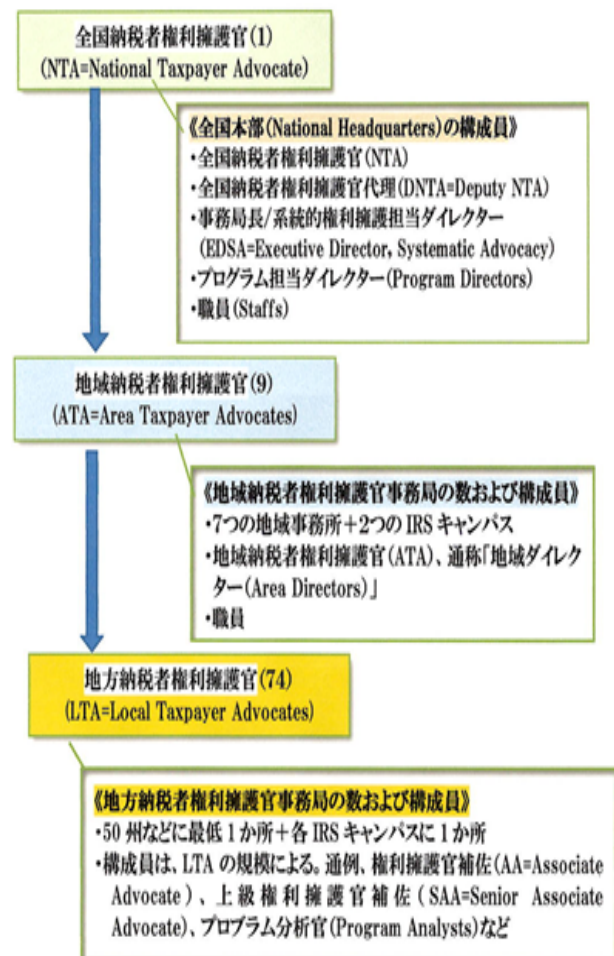 全国納税者権利擁護官(1)
(NTA=National Taxpayer Advocate)
《全国本部(National Headquarters)の構成員》
・全国納税者権利擁護官(NTA)
・全国納税者権利擁護官代理(DNTA=Deputy NTA)
・事務局長/系統的権利擁護担当ダイレクター
(EDSA=Executive Director, Systematic Advocacy)
・プログラム担当ダイレクター(Program Directors)
・職員(Staffs)
地域納税者権利擁護官(9)
(ATA=Area Taxpayer Advocates)
《地域納税者権利擁護官事務局の数および構成員》
・7つの地域事務所+2つの IRS キャンパス
・地域納税者権利擁護官(ATA)、通称「地域ダイレク
ター(Area Directors)」
・職員
地方納税者権利擁護官(74)
(LTA=Local Taxpayer Advocates)
《地方納税者権利擁護官事務局の数および構成員》
・50 州などに最低 1 か所+各 IRS キャンパスに 1 か所
・構成員は、LTA の規模による。通例、権利擁護官補佐(AA=Associate
Advocate)、上級権利擁護官補佐(SAA=Senior Associate
Advocate)、プログラム分析官(Program Analysts)など